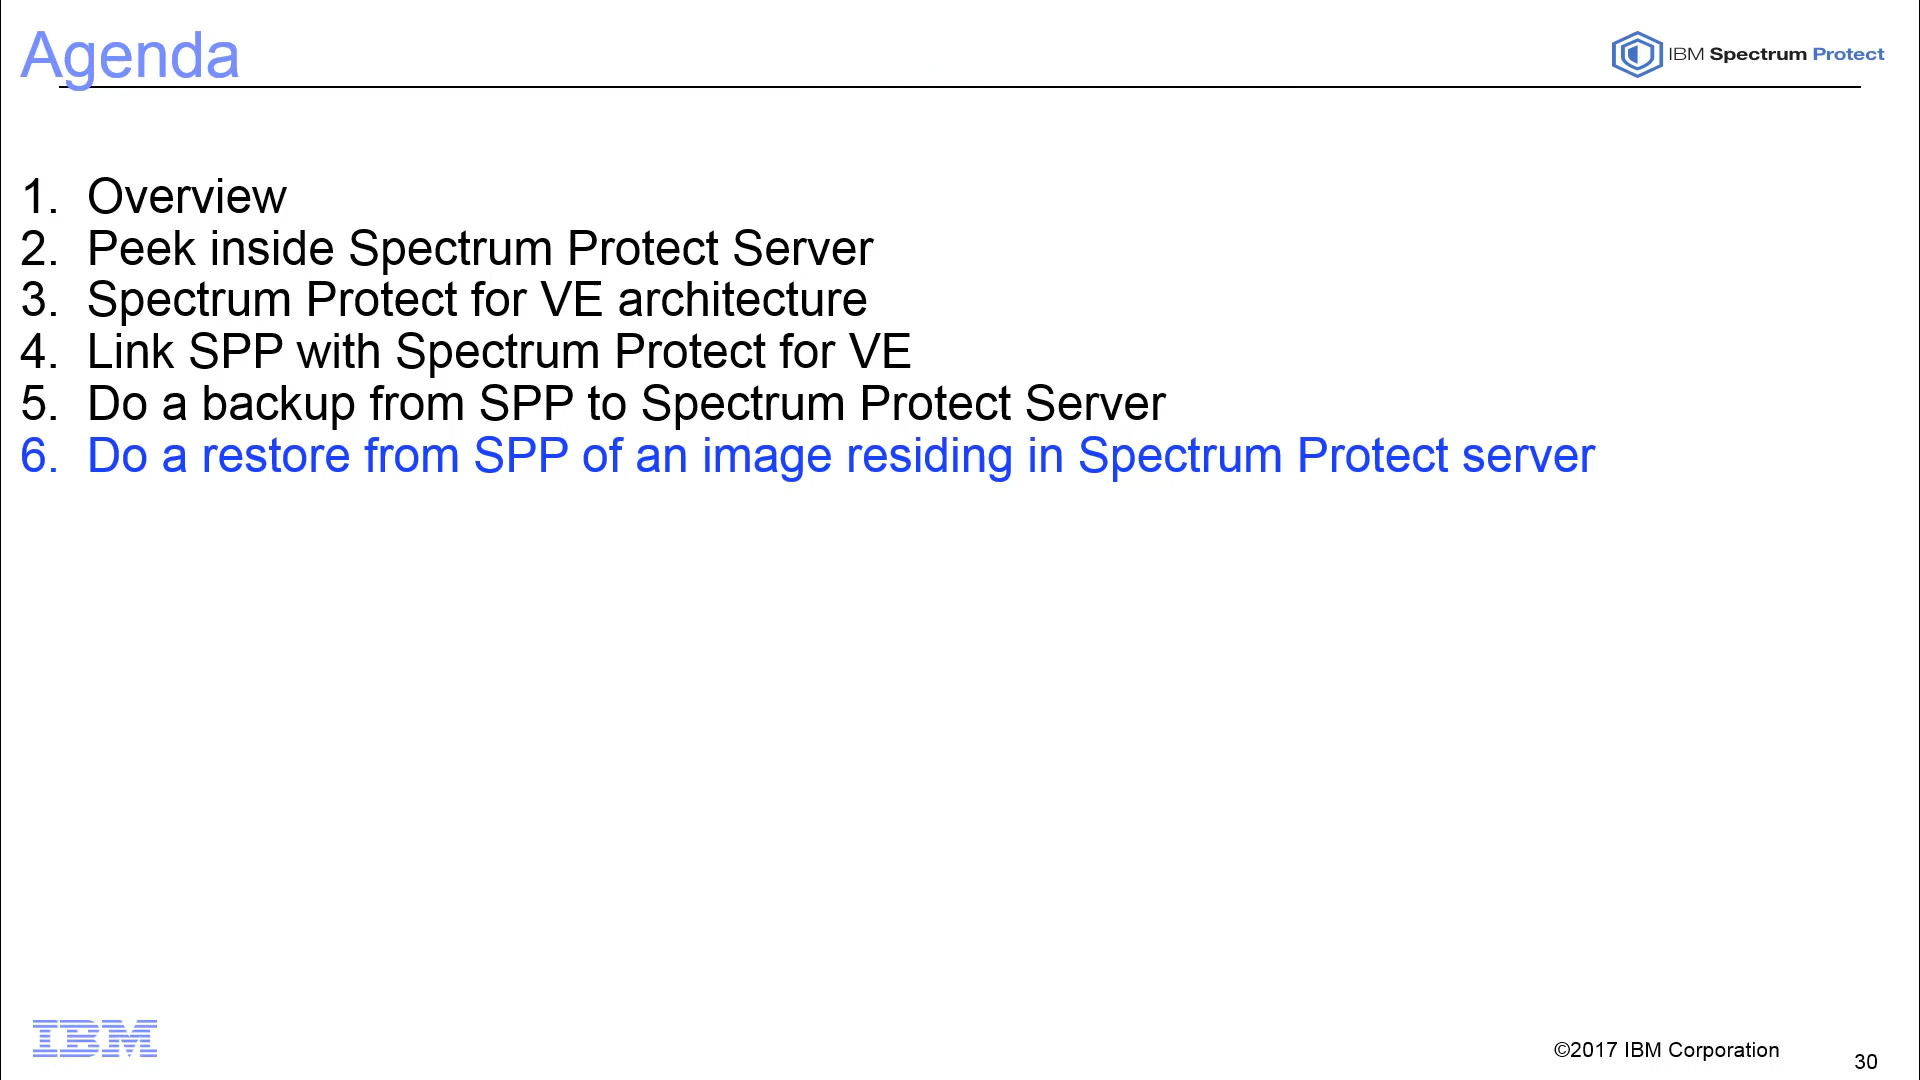 Agenda
IBM Spectrum Protect
1. Overview
2. Peek inside Spectrum Protect Server
3. Spectrum Protect for VE architecture
4. Link SPP with Spectrum Protect for VE
5. Do a backup from SPP to Spectrum Protect Server
6. Do a restore from SPP of an image residing in Spectrum Protect server
IBM
©2017 IBM Corporation
30